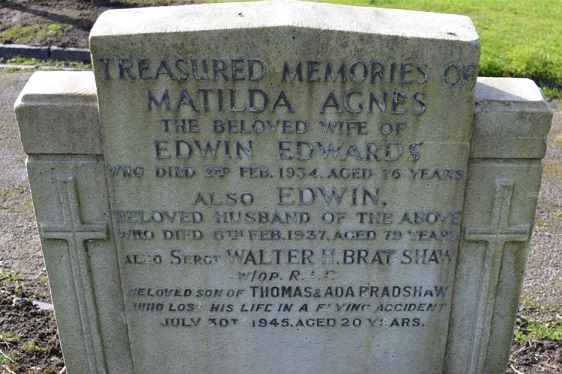 TREASURED MEMORIES OF
MATILDA AGNES
THE BELOVED WIFE OF
EDWIN EDWARDS
WHO DIED 2ND FEB. 1934, AGED 76 YEARS
ALSO EDWIN,
BELOVED HUSBAND OF THE ABOVE
WHO DIED 6TH FEB. 1937, AGED 79 YEARS
ALSO SERGT WALTER H. BRADSHAW
W/OP. R.A.F.
BELOVED SON OF THOMAS & ADA BRADSHAW
WHO LOST HIS LIFE IN A FLYING ACCIDENT
JULY 30TH 1945. AGED 20 YEARS.